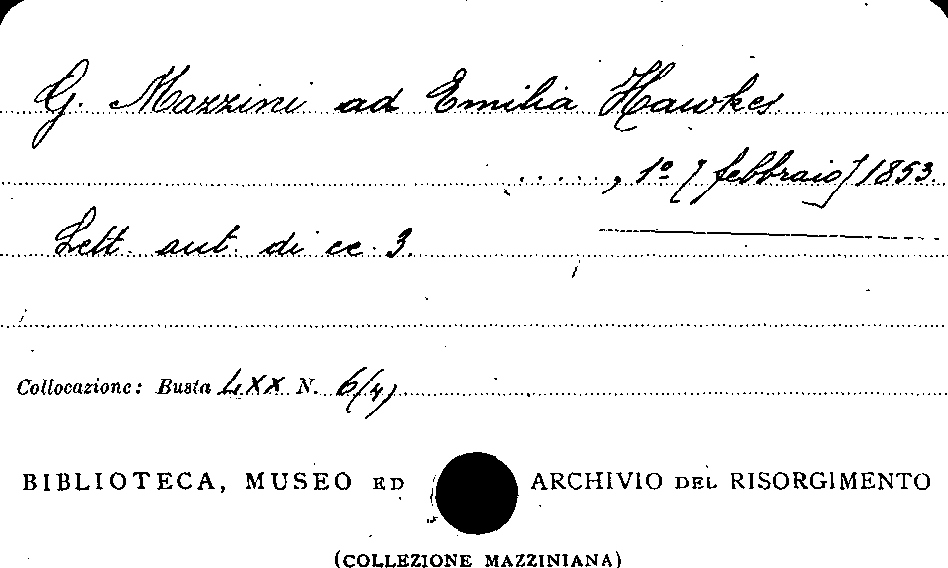 G. Mazzini ad Emilia Hawkes
....., 1º [febbraio] 1853.
Lett. aut. di cc. 3.
Collocazione: Busta LXX N. 6(4)
BIBLIOTECA, MUSEO ED ARCHIVIO DEL RISORGIMENTO
(COLLEZIONE MAZZINIANA)